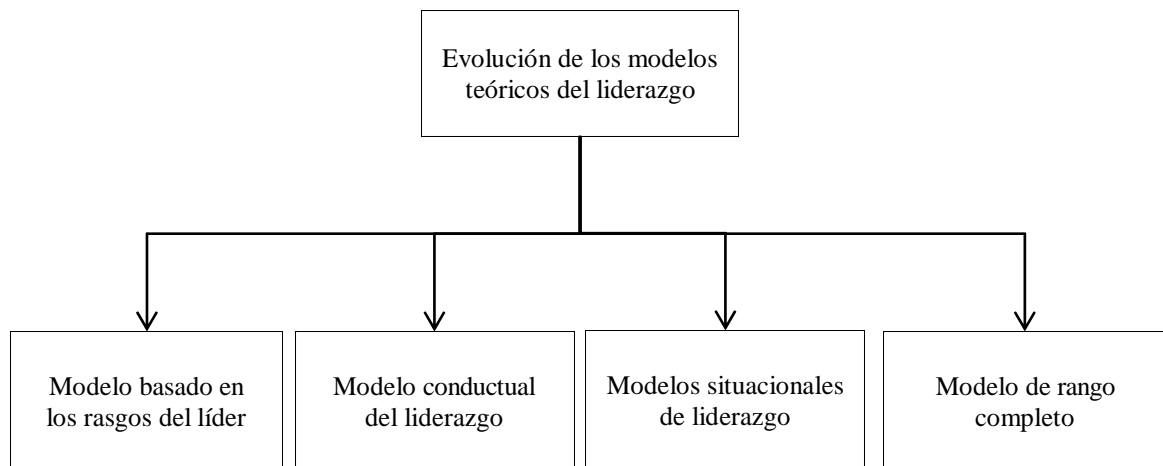 Evolución de los modelos
teóricos del liderazgo
Modelo basado en
los rasgos del líder
Modelo conductual
del liderazgo
Modelos situacionales
de liderazgo
Modelo de rango
completo